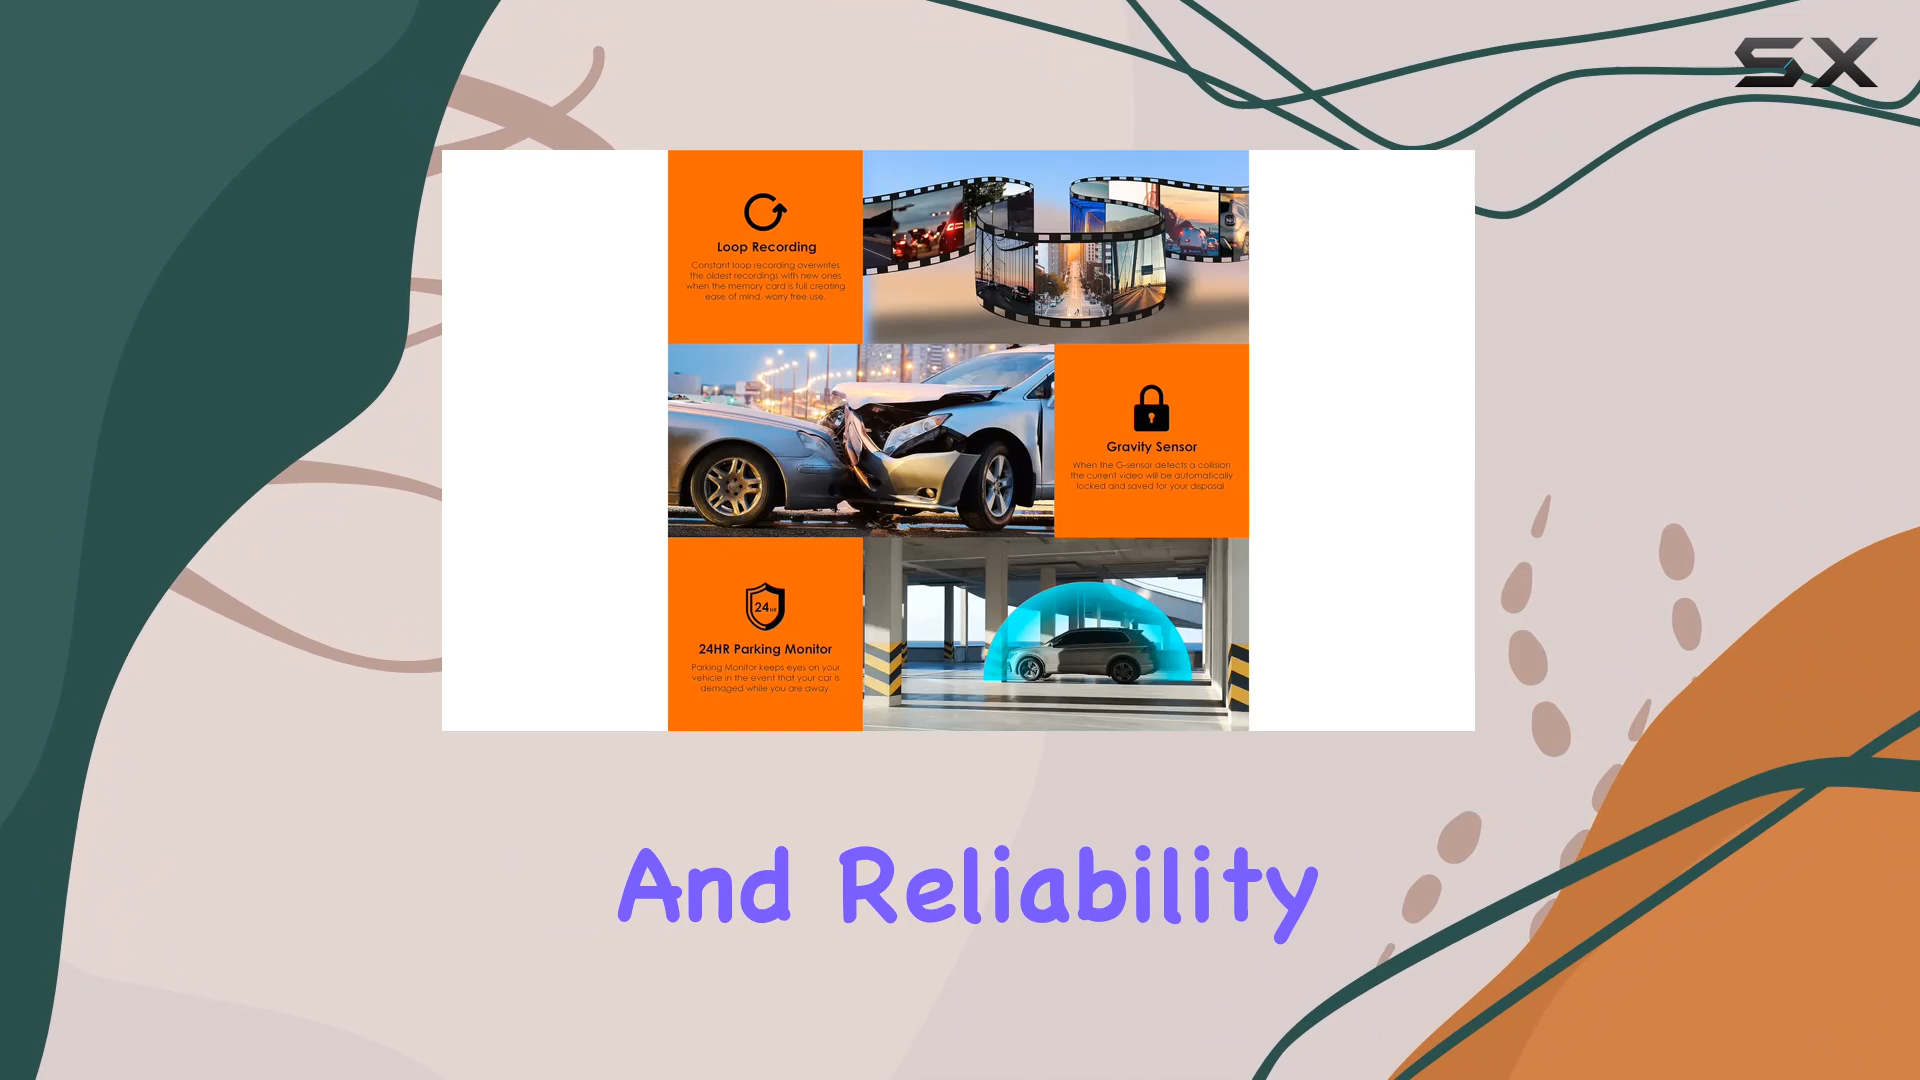 SX
Loop Recording
Constant loop recording overwrites
the oldest recordings with new ones
when the memory card is full creating
ease of mind, worry free use.
Gravity Sensor
When the G-sensor detects a collision
the current video will be automatically
locked and saved for your disposal.
24HR
24HR Parking Monitor
Parking Monitor keeps eyes on your
vehicle in the event that your car is
demaged while you are away.
And Reliability